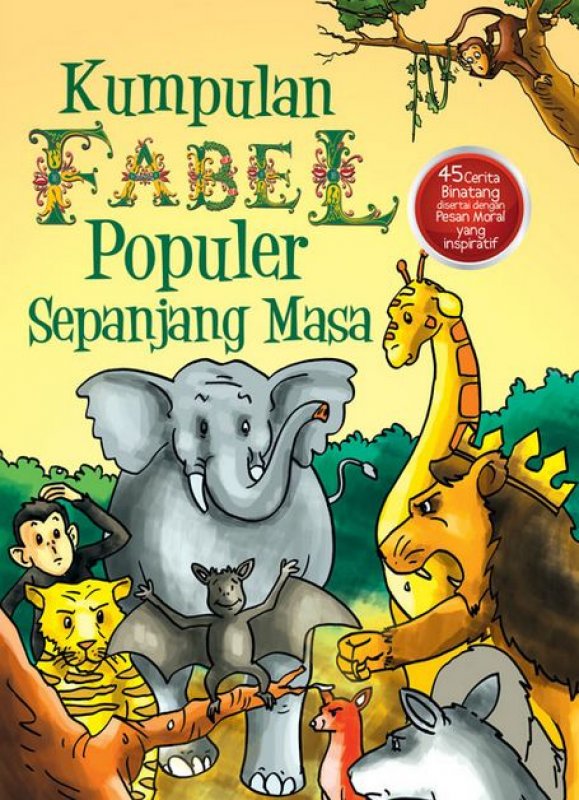 Kumpulan
FABEL
Populer
Sepanjang Masa
45 Cerita
Binatang
disertai dengan
Pesan Moral
yang
inspiratif